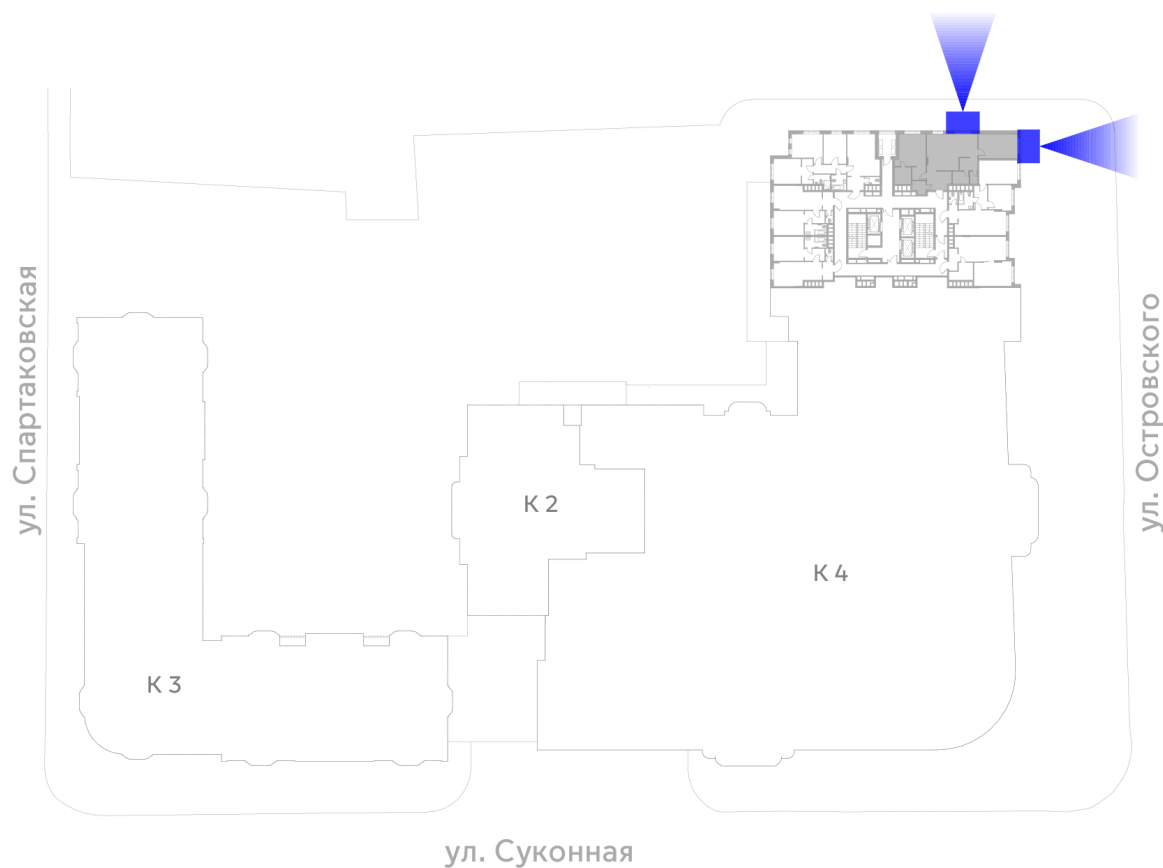 ул. Спартаковская
ул. Островского
К 2
К 4
К 3
ул. Суконная